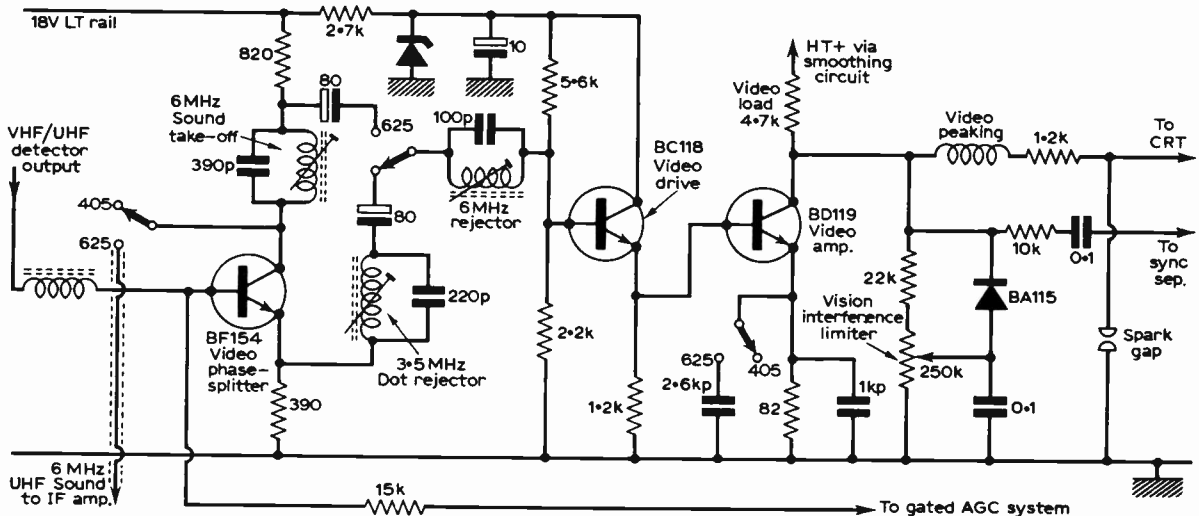 18V LT rail
2·7k
820
80
10
5·6k
HT+ via
smoothing
circuit
6MHz
Sound
take-off
625
100p
Video
load
4·7k
Video
peaking
1·2k
To
CRT
VHF/UHF
detector
output
390p
BC118
Video
drive
6MHz
rejector
405
80
BD119
Video
amp.
10k
0·1
To
sync
sep.
625
220p
22k
BA115
BF154
Video
phase-
splitter
2·2k
Vision
interference
limiter
Spark
gap
3·5MHz
Dot rejector
625
405
250k
390
1·2k
2·6kp
82
1kp
0·1
6 MHz
UHF Sound
to IF amp.
15k
To gated AGC system